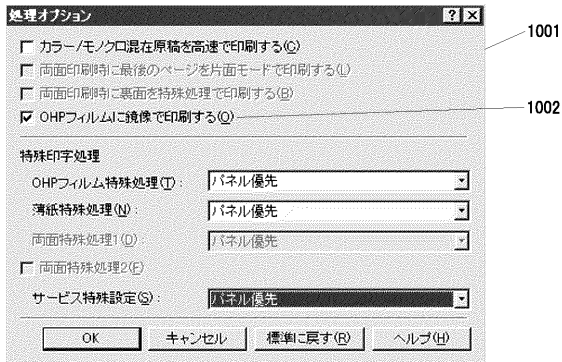 処理オプション
カラー/モノクロ混在原稿を高速で印刷する(C)
1001
両面印刷時に最後のページを片面モードで印刷する(L)
両面印刷時に裏面を特殊処理で印刷する(B)
OHPフィルムに鏡像で印刷する(O)
1002
特殊印字処理
OHPフィルム特殊処理(T): パネル優先
薄紙特殊処理(N): パネル優先
両面特殊処理1(D): パネル優先
両面特殊処理2(F)
サービス特殊設定(S): パネル優先
OK キャンセル 標準に戻す(R) ヘルプ(H)